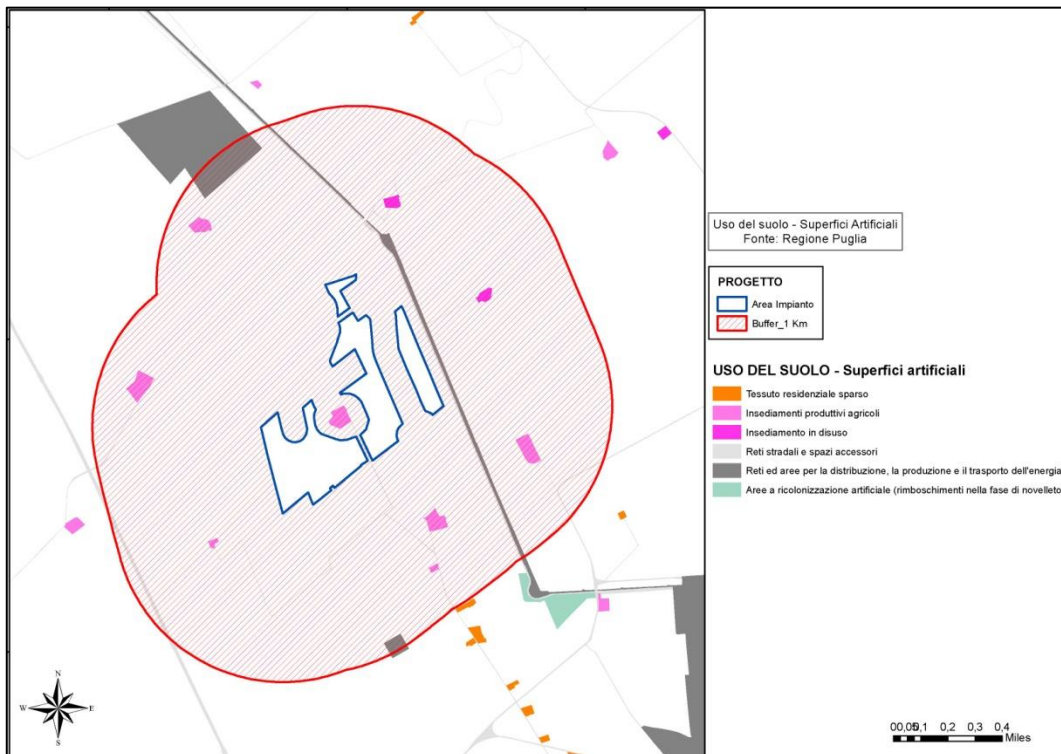 Uso del suolo - Superfici Artificiali
Fonte: Regione Puglia
PROGETTO
Area Impianto
Buffer_1 Km
USO DEL SUOLO - Superfici artificiali
Tessuto residenziale sparso
Insediamenti produttivi agricoli
Insediamento in disuso
Reti stradali e spazi accessori
Reti ed aree per la distribuzione, la produzione e il trasporto dell'energia
Aree a ricolonizzazione artificiale (rimboschimenti nella fase di novelleto
N
W E
S
0,1 0,2 0,3 0,4
Miles